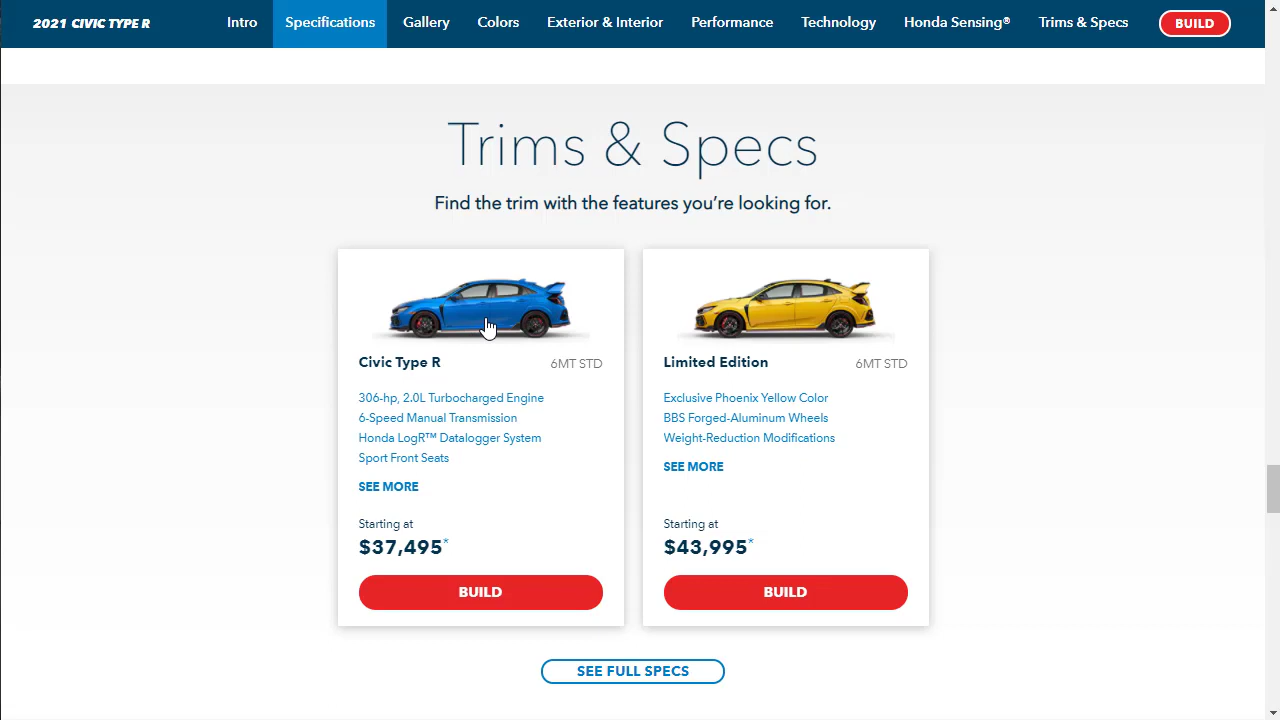 2021 CIVIC TYPE R
Intro
Specifications
Gallery
Colors
Exterior & Interior
Performance
Technology
Honda Sensing®
Trims & Specs
BUILD
Trims & Specs
Find the trim with the features you're looking for.
Civic Type R
6MT STD
306-hp, 2.0L Turbocharged Engine
6-Speed Manual Transmission
Honda LogR™ Datalogger System
Sport Front Seats
SEE MORE
Starting at
$37,495*
BUILD
Limited Edition
6MT STD
Exclusive Phoenix Yellow Color
BBS Forged-Aluminum Wheels
Weight-Reduction Modifications
SEE MORE
Starting at
$43,995*
BUILD
SEE FULL SPECS